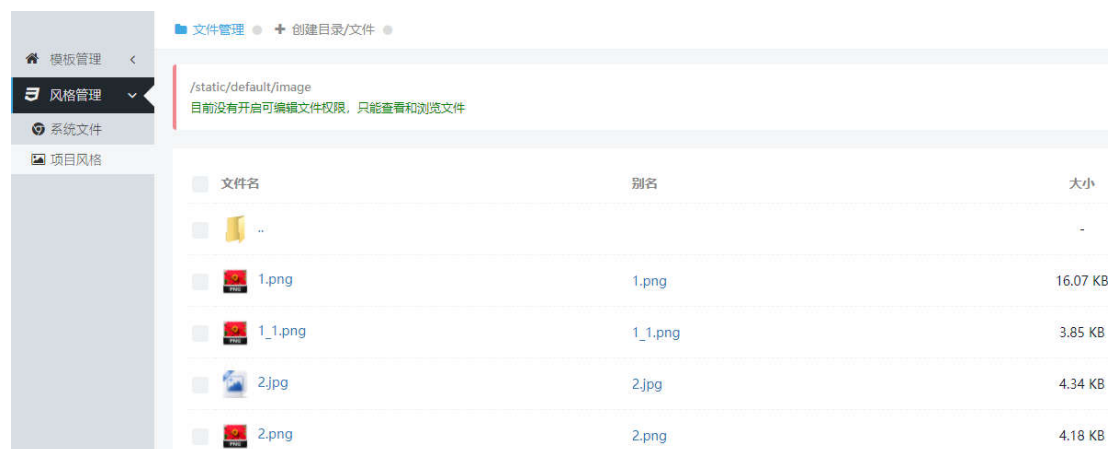 文件管理 创建目录/文件
模板管理
风格管理
系统文件
项目风格
/static/default/image
目前没有开启可编辑文件权限，只能查看和浏览文件
文件名 别名 大小
.. -
1.png 1.png 16.07 KB
1_1.png 1_1.png 3.85 KB
2.jpg 2.jpg 4.34 KB
2.png 2.png 4.18 KB